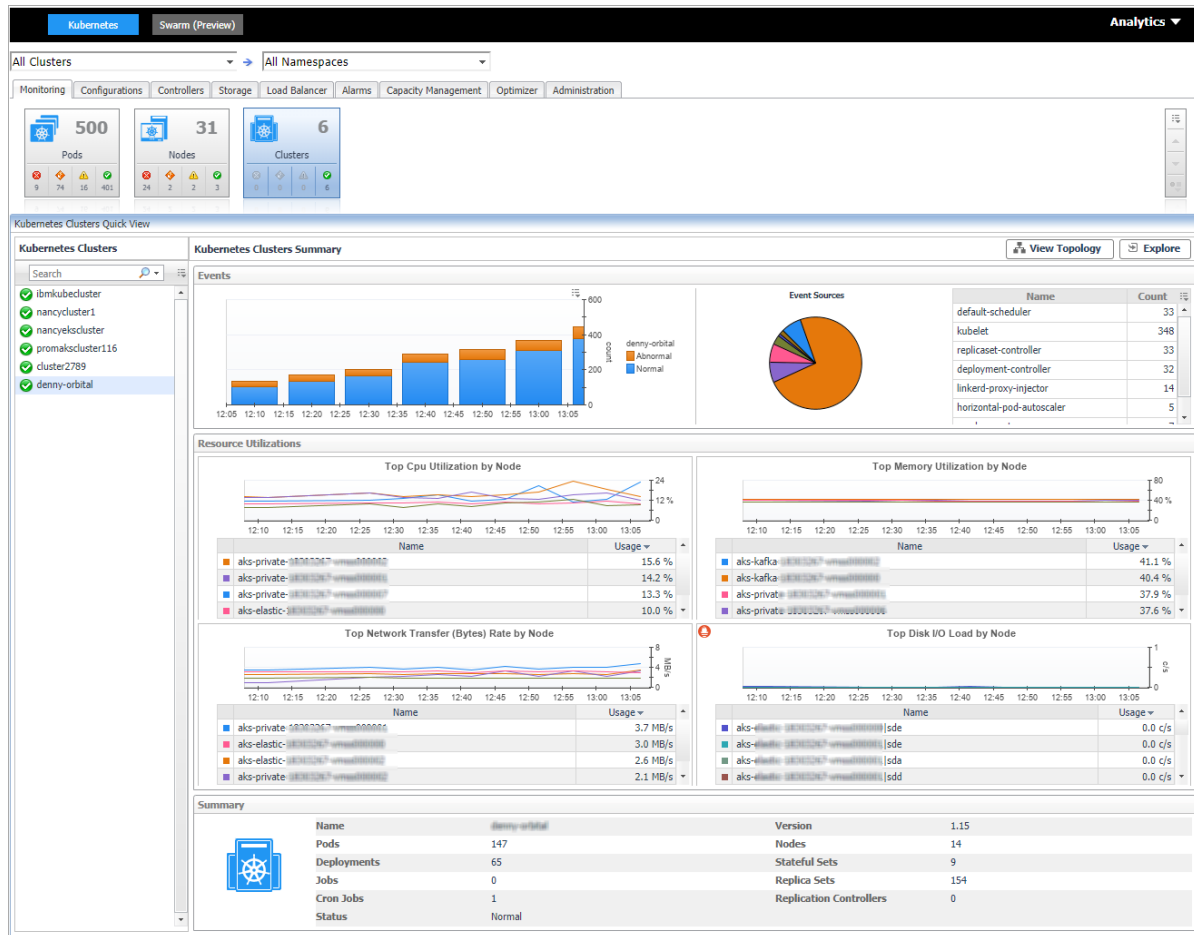 Kubernetes Swarm (Preview) Analytics
All Clusters All Namespaces
Monitoring Configurations Controllers Storage Load Balancer Alarms Capacity Management Optimizer Administration
500 31 6
Pods Nodes Clusters
9 74 16 401 24 2 2 3 0 0 0 6
Kubernetes Clusters Quick View
Kubernetes Clusters
Search
ibmkubecluster
nancycluster1
nancyekscluster
promakscluster116
cluster2789
denny-orbital
Kubernetes Clusters Summary View Topology Explore
Events
600
400
200
0
count
12:05 12:10 12:15 12:20 12:25 12:30 12:35 12:40 12:45 12:50 12:55 13:00 13:05
denny-orbital
Abnormal
Normal
Event Sources
Name Count
default-scheduler 33
kubelet 348
replicaset-controller 33
deployment-controller 32
linkerd-proxy-injector 14
horizontal-pod-autoscaler 5
Resource Utilizations
Top Cpu Utilization by Node
24
12 %
0
12:10 12:15 12:20 12:25 12:30 12:35 12:40 12:45 12:50 12:55 13:00 13:05
Name Usage
aks-private- 15.6 %
aks-private- 14.2 %
aks-private- 13.3 %
aks-elastic- 10.0 %
Top Memory Utilization by Node
80
40 %
0
12:10 12:15 12:20 12:25 12:30 12:35 12:40 12:45 12:50 12:55 13:00 13:05
Name Usage
aks-kafka- 41.1 %
aks-kafka- 40.4 %
aks-private- 37.9 %
aks-private- 37.6 %
Top Network Transfer (Bytes) Rate by Node
8
4
0
MB/s
12:10 12:15 12:20 12:25 12:30 12:35 12:40 12:45 12:50 12:55 13:00 13:05
Name Usage
aks-private- 3.7 MB/s
aks-elastic- 3.0 MB/s
aks-elastic- 2.6 MB/s
aks-private- 2.1 MB/s
Top Disk I/O Load by Node
1
0
c/s
12:10 12:15 12:20 12:25 12:30 12:35 12:40 12:45 12:50 12:55 13:00 13:05
Name Usage
aks- |sde 0.0 c/s
aks- |sde 0.0 c/s
aks- |sda 0.0 c/s
aks- |sdd 0.0 c/s
Summary
Name Version 1.15
Pods 147 Nodes 14
Deployments 65 Stateful Sets 9
Jobs 0 Replica Sets 154
Cron Jobs 1 Replication Controllers 0
Status Normal